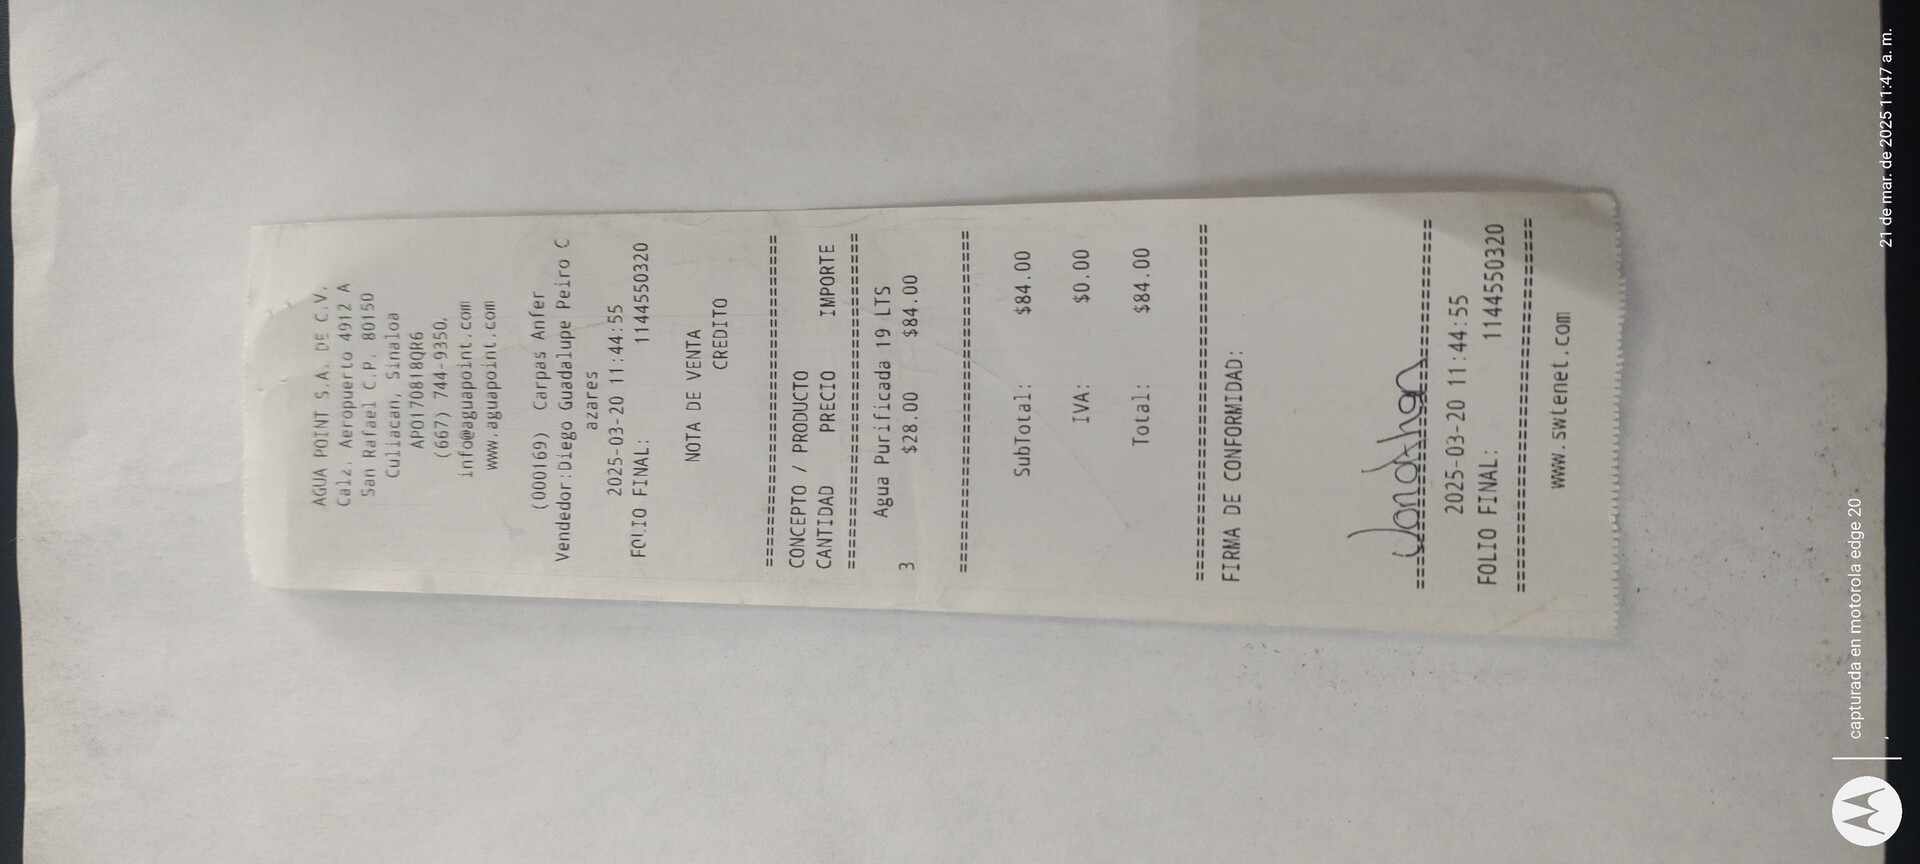 AGUA POINT S.A. DE C.V.
Calz. Aeropuerto 4912 A
San Rafael C.P. 80150
Culiacan, Sinaloa
APO170818QR6
(667) 744-9350,
info@aguapoint.com
www.aguapoint.com
(000169) Carpas Anfer
Vendedor:Diego Guadalupe Peiro C
azares
2025-03-20 11:44:55
FOLIO FINAL: 1144550320
NOTA DE VENTA
CREDITO
================================
CONCEPTO / PRODUCTO
CANTIDAD PRECIO IMPORTE
================================
Agua Purificada 19 LTS
3 $28.00 $84.00
================================
SubTotal: $84.00
IVA: $0.00
Total: $84.00
================================
FIRMA DE CONFORMIDAD:
Jonathan
================================
2025-03-20 11:44:55
FOLIO FINAL: 1144550320
================================
www.swtenet.com
capturada en motorola edge 20
21 de mar. de 2025 11:47 a. m.